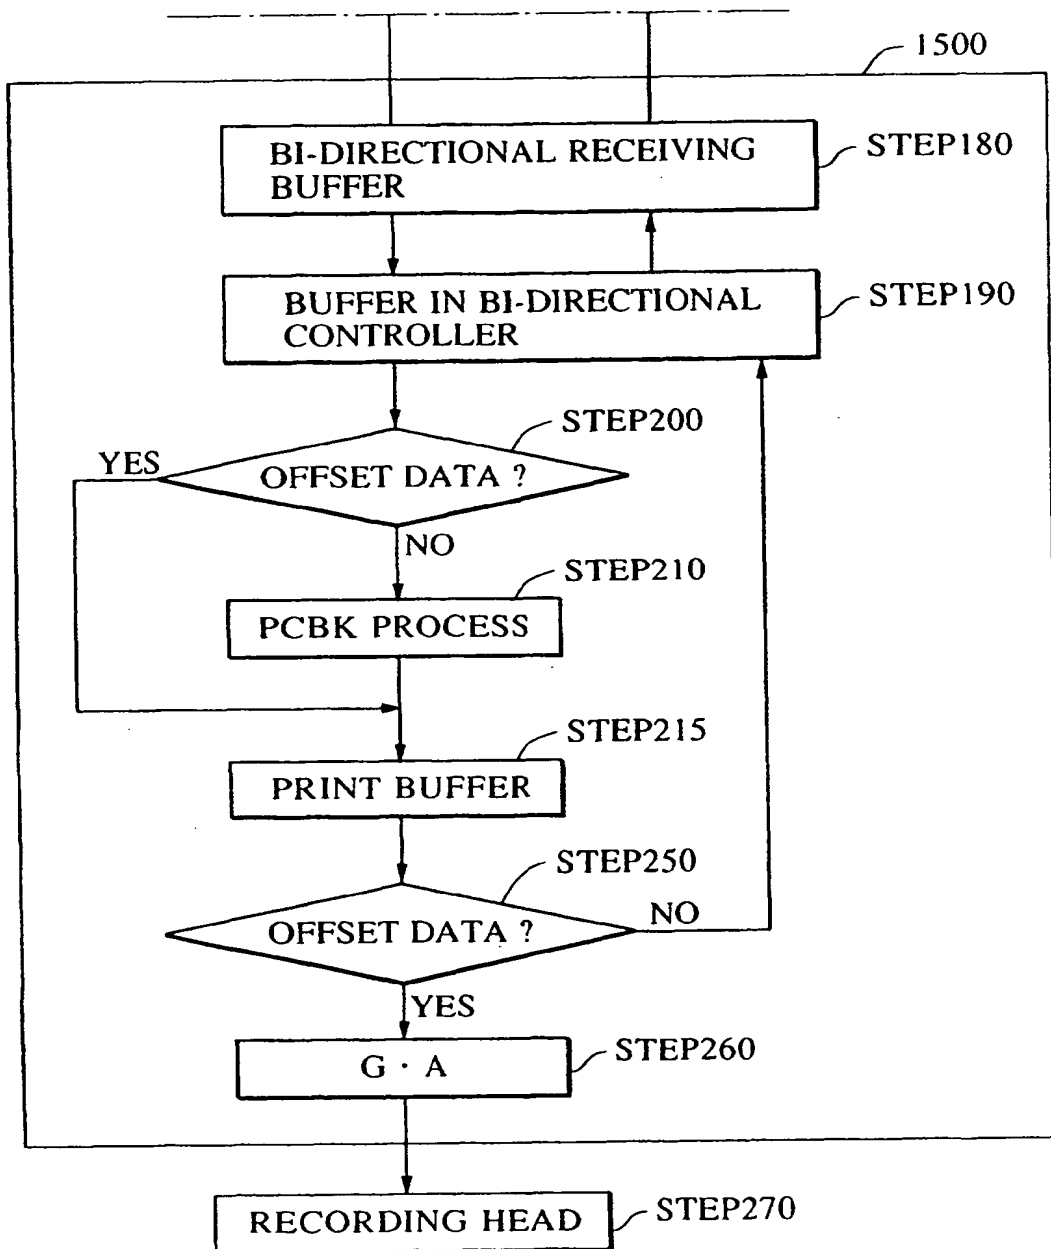 1500
BI-DIRECTIONAL RECEIVING
BUFFER
STEP180
BUFFER IN BI-DIRECTIONAL
CONTROLLER
STEP190
STEP200
YES
OFFSET DATA ?
NO
STEP210
PCBK PROCESS
STEP215
PRINT BUFFER
STEP250
OFFSET DATA ?
NO
YES
G · A
STEP260
RECORDING HEAD
STEP270